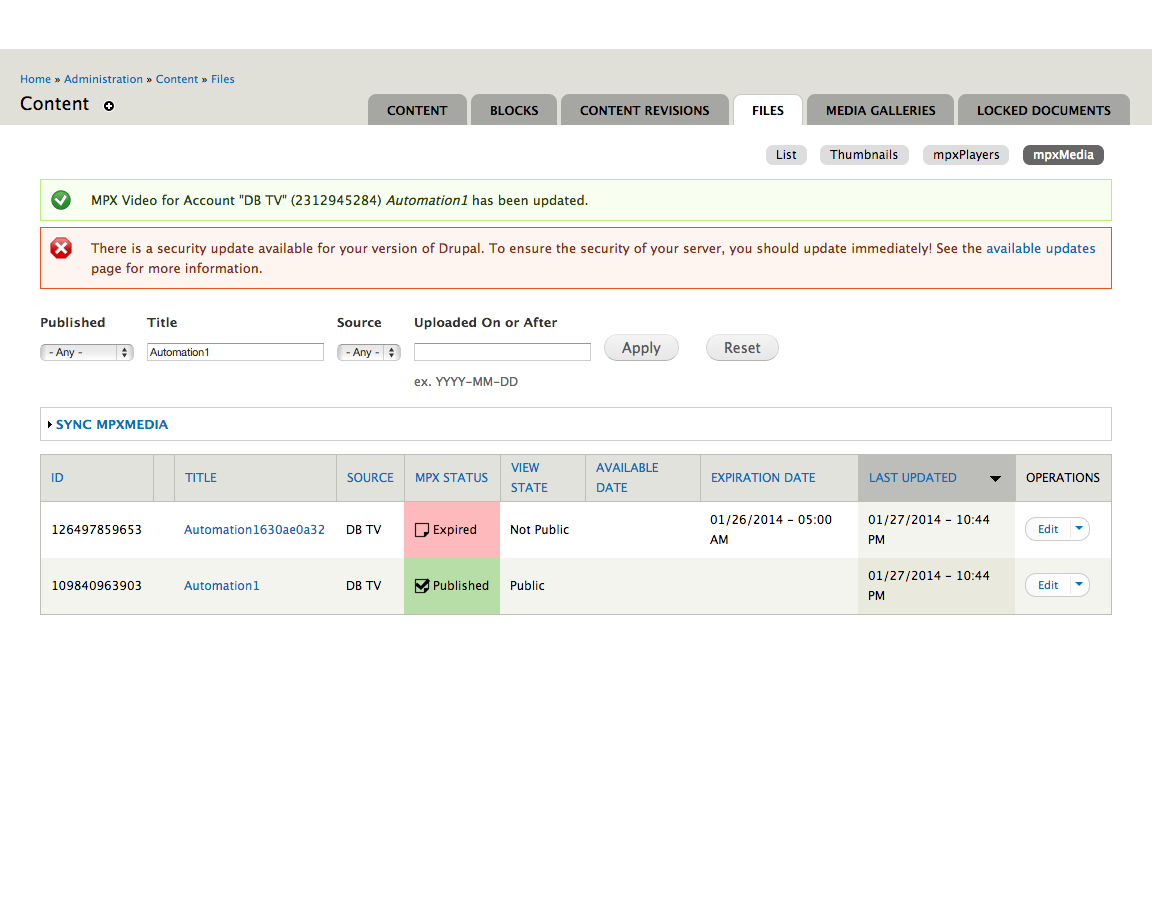 Home » Administration » Content » Files
Content
CONTENT BLOCKS CONTENT REVISIONS FILES MEDIA GALLERIES LOCKED DOCUMENTS
List Thumbnails mpxPlayers mpxMedia
MPX Video for Account "DB TV" (2312945284) Automation1 has been updated.
There is a security update available for your version of Drupal. To ensure the security of your server, you should update immediately! See the available updates
page for more information.
Published Title Source Uploaded On or After
- Any - Automation1 - Any - Apply Reset
ex. YYYY-MM-DD
SYNC MPXMEDIA
ID TITLE SOURCE MPX STATUS VIEW STATE AVAILABLE DATE EXPIRATION DATE LAST UPDATED OPERATIONS
126497859653 Automation1630ae0a32 DB TV Expired Not Public 01/26/2014 - 05:00 AM 01/27/2014 - 10:44 PM Edit
109840963903 Automation1 DB TV Published Public 01/27/2014 - 10:44 PM Edit